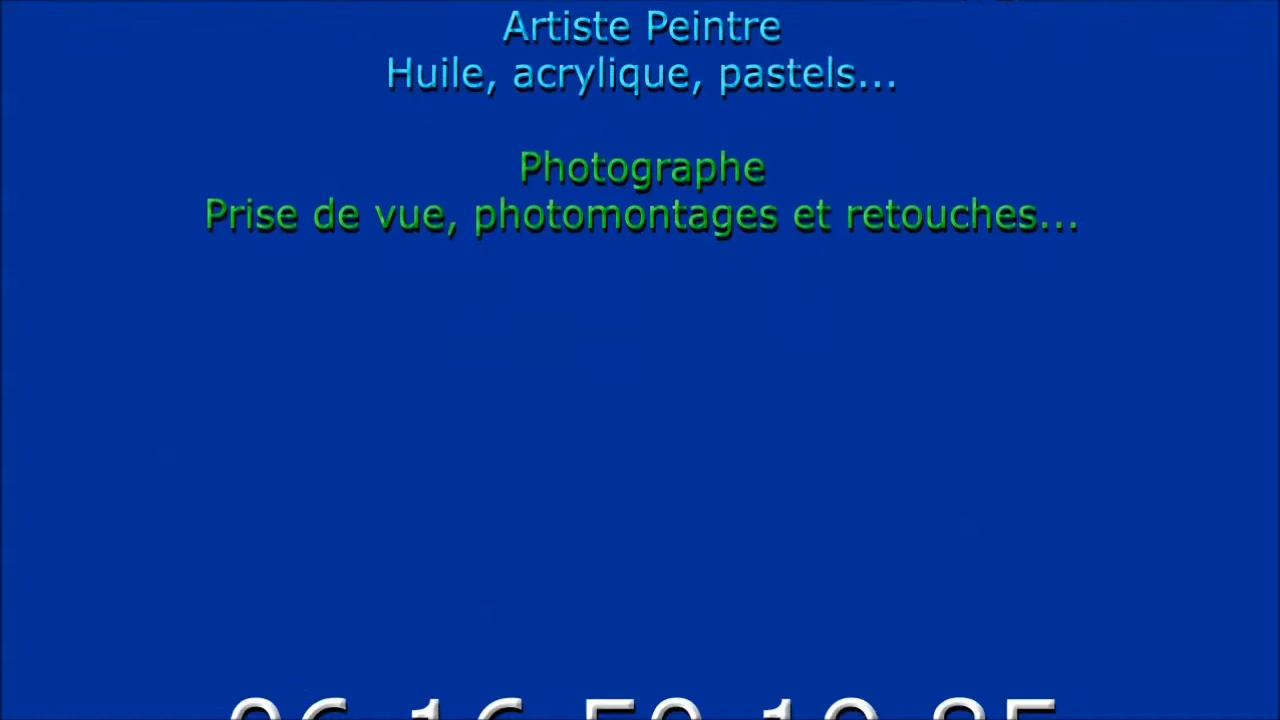 Artiste Peintre
Huile, acrylique, pastels...
Photographe
Prise de vue, photomontages et retouches...